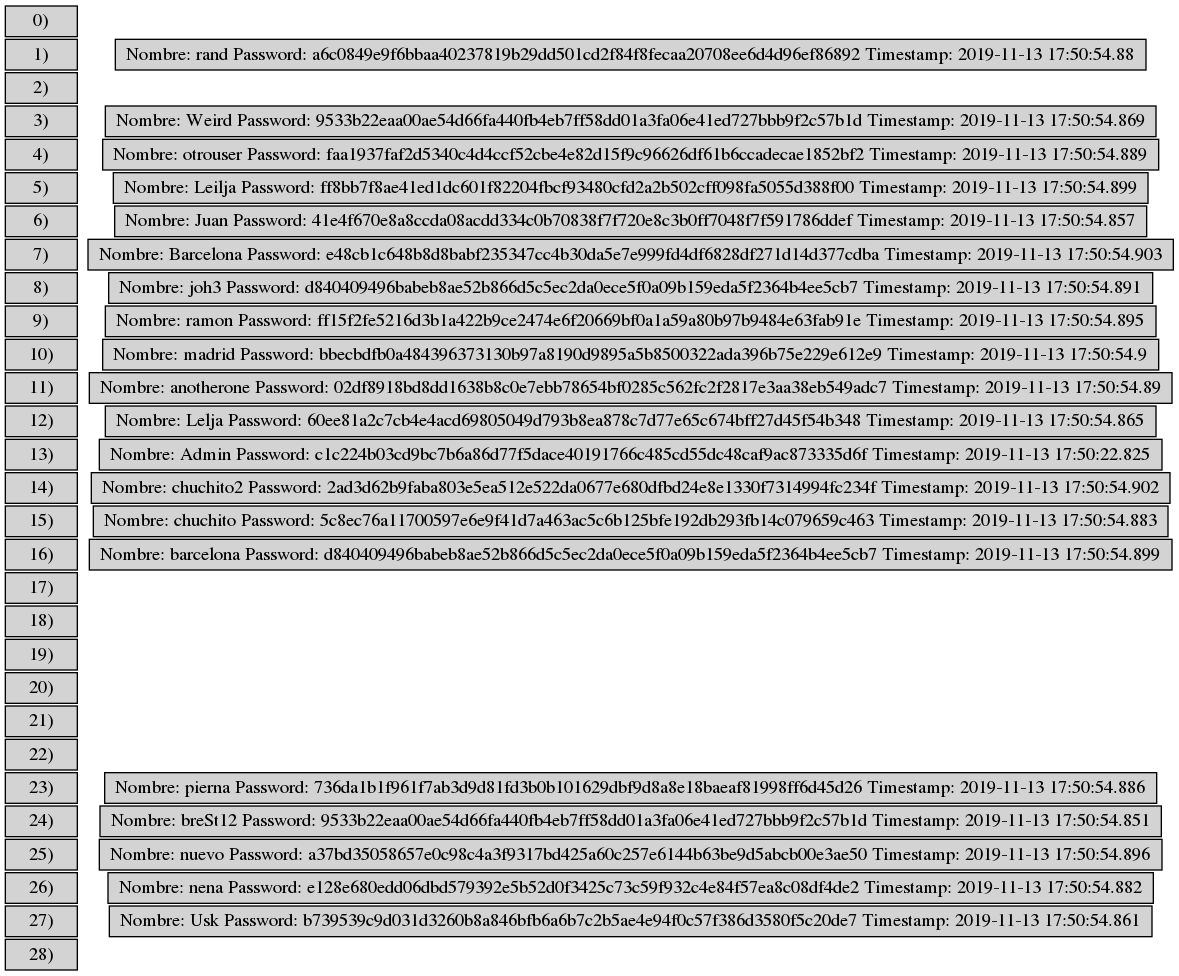 0)
1) Nombre: rand Password: a6c0849e9f6bbaa40237819b29dd501cd2f84f8fecaa20708ee6d4d96ef86892 Timestamp: 2019-11-13 17:50:54.88
2)
3) Nombre: Weird Password: 9533b22eaa00ae54d66fa440fb4eb7ff58dd01a3fa06e41ed727bbb9f2c57b1d Timestamp: 2019-11-13 17:50:54.869
4) Nombre: otrouser Password: faa1937faf2d5340c4d4ccf52cbe4e82d15f9c96626df61b6ccadecae1852bf2 Timestamp: 2019-11-13 17:50:54.889
5) Nombre: Leilja Password: ff8bb7f8ae41ed1dc601f82204fbcf93480cfd2a2b502cff098fa5055d388f00 Timestamp: 2019-11-13 17:50:54.899
6) Nombre: Juan Password: 41e4f670e8a8ccda08acdd334c0b70838f7f720e8c3b0ff7048f7f591786ddef Timestamp: 2019-11-13 17:50:54.857
7) Nombre: Barcelona Password: e48cb1c648b8d8babf235347cc4b30da5e7e999fd4df6828df271d14d377cdba Timestamp: 2019-11-13 17:50:54.903
8) Nombre: joh3 Password: d840409496babeb8ae52b866d5c5ec2da0ece5f0a09b159eda5f2364b4ee5cb7 Timestamp: 2019-11-13 17:50:54.891
9) Nombre: ramon Password: ff15f2fe5216d3b1a422b9ce2474e6f20669bf0a1a59a80b97b9484e63fab91e Timestamp: 2019-11-13 17:50:54.895
10) Nombre: madrid Password: bbecbdfb0a484396373130b97a8190d9895a5b8500322ada396b75e229e612e9 Timestamp: 2019-11-13 17:50:54.9
11) Nombre: anotherone Password: 02df8918bd8dd1638b8c0e7ebb78654bf0285c562fc2f2817e3aa38eb549adc7 Timestamp: 2019-11-13 17:50:54.89
12) Nombre: Lelja Password: 60ee81a2c7cb4e4acd69805049d793b8ea878c7d77e65c674bff27d45f54b348 Timestamp: 2019-11-13 17:50:54.865
13) Nombre: Admin Password: c1c224b03cd9bc7b6a86d77f5dace40191766c485cd55dc48caf9ac873335d6f Timestamp: 2019-11-13 17:50:22.825
14) Nombre: chuchito2 Password: 2ad3d62b9faba803e5ea512e522da0677e680dfbd24e8e1330f7314994fc234f Timestamp: 2019-11-13 17:50:54.902
15) Nombre: chuchito Password: 5c8ec76a11700597e6e9f41d7a463ac5c6b125bfe192db293fb14c079659c463 Timestamp: 2019-11-13 17:50:54.883
16) Nombre: barcelona Password: d840409496babeb8ae52b866d5c5ec2da0ece5f0a09b159eda5f2364b4ee5cb7 Timestamp: 2019-11-13 17:50:54.899
17)
18)
19)
20)
21)
22)
23) Nombre: pierna Password: 736da1b1f961f7ab3d9d81fd3b0b101629dbf9d8a8e18baeaf81998ff6d45d26 Timestamp: 2019-11-13 17:50:54.886
24) Nombre: breSt12 Password: 9533b22eaa00ae54d66fa440fb4eb7ff58dd01a3fa06e41ed727bbb9f2c57b1d Timestamp: 2019-11-13 17:50:54.851
25) Nombre: nuevo Password: a37bd35058657e0c98c4a3f9317bd425a60c257e6144b63be9d5abcb00e3ae50 Timestamp: 2019-11-13 17:50:54.896
26) Nombre: nena Password: e128e680edd06dbd579392e5b52d0f3425c73c59f932c4e84f57ea8c08df4de2 Timestamp: 2019-11-13 17:50:54.882
27) Nombre: Usk Password: b739539c9d031d3260b8a846bfb6a6b7c2b5ae4e94f0c57f386d3580f5c20de7 Timestamp: 2019-11-13 17:50:54.861
28)